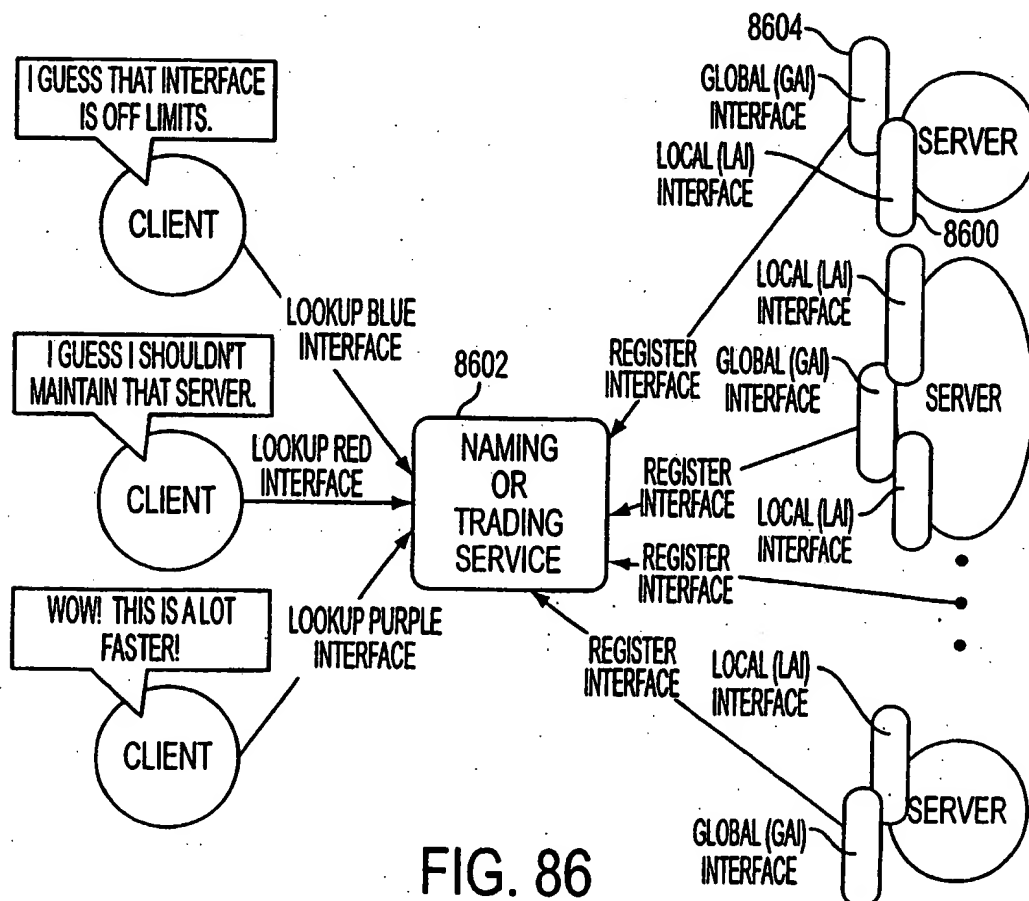 I GUESS THAT INTERFACE
IS OFF LIMITS.
CLIENT
LOOKUP BLUE
INTERFACE
I GUESS I SHOULDN'T
MAINTAIN THAT SERVER.
CLIENT
LOOKUP RED
INTERFACE
WOW! THIS IS A LOT
FASTER!
CLIENT
LOOKUP PURPLE
INTERFACE
8602
NAMING
OR
TRADING
SERVICE
8604
GLOBAL (GAI)
INTERFACE
LOCAL (LAI)
INTERFACE
SERVER
8600
REGISTER
INTERFACE
LOCAL (LAI)
INTERFACE
GLOBAL (GAI)
INTERFACE
SERVER
LOCAL (LAI)
INTERFACE
REGISTER
INTERFACE
REGISTER
INTERFACE
REGISTER
INTERFACE
LOCAL (LAI)
INTERFACE
SERVER
GLOBAL (GAI)
INTERFACE
FIG. 86